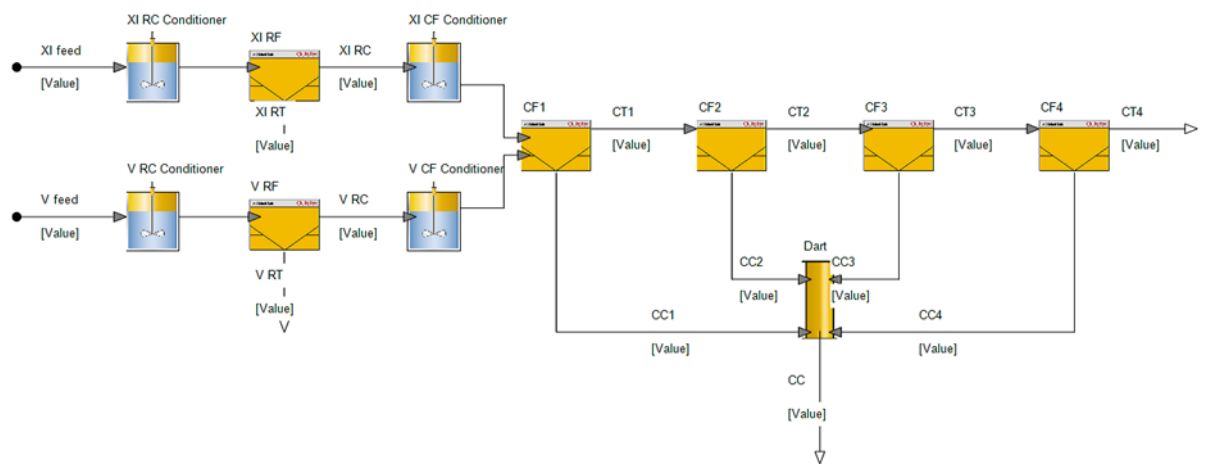 XI RC Conditioner
XI CF Conditioner
XI feed
XI RF
XI RC
[Value]
[Value]
XI RT
[Value]
CF1
CT1
CF2
CT2
CF3
CT3
CF4
CT4
[Value]
[Value]
[Value]
[Value]
V RC Conditioner
V CF Conditioner
V feed
V RF
V RC
[Value]
[Value]
V RT
[Value]
Dart
CC2
CC3
[Value]
[Value]
CC1
CC4
[Value]
[Value]
CC
[Value]